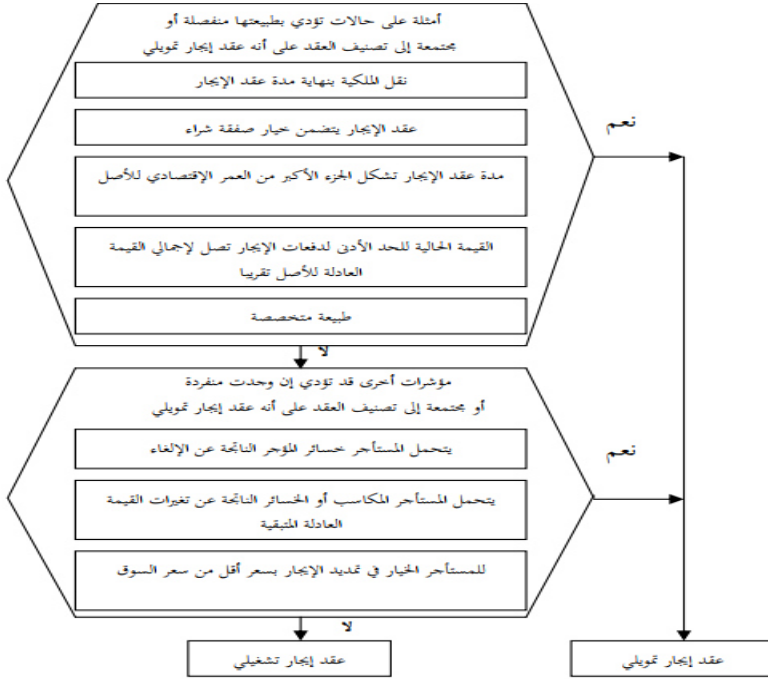 أمثلة على حالات تؤدي بطبيعتها منفصلة أو
مجتمعة إلى تصنيف العقد على أنه عقد إيجار تمويلي
نقل الملكية بنهاية مدة عقد الإيجار
عقد الإيجار يتضمن خيار صفقة شراء
نعم
مدة عقد الإيجار تشكل الجزء الأكبر من العمر الإقتصادي للأصل
القيمة الحالية للحد الأدنى لدفعات الإيجار تصل لإجمالي القيمة
العادلة للأصل تقريبا
طبيعة متخصصة
لا
مؤشرات أخرى قد تؤدي إن وحدت منفردة
أو مجتمعة إلى تصنيف العقد على أنه عقد إيجار تمويلي
يتحمل المستأجر خسائر المؤجر الناتجة عن الإلغاء
نعم
يتحمل المستأجر المكاسب أو الخسائر الناتجة عن تغيرات القيمة
العادلة المتبقية
للمستأجر الخيار في تمديد الإيجار بسعر أقل من سعر السوق
لا
عقد إيجار تشغيلي
عقد إيجار تمويلي